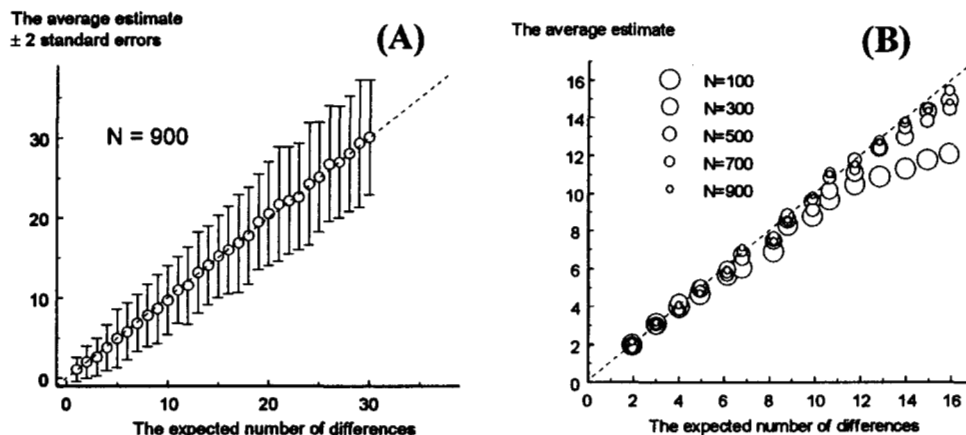 The average estimate
± 2 standard errors
(A)
N = 900
30
20
10
0
0 10 20 30
The expected number of differences
The average estimate
(B)
16
14
12
10
8
6
4
2
0
N=100
N=300
N=500
N=700
N=900
0 2 4 6 8 10 12 14 16
The expected number of differences